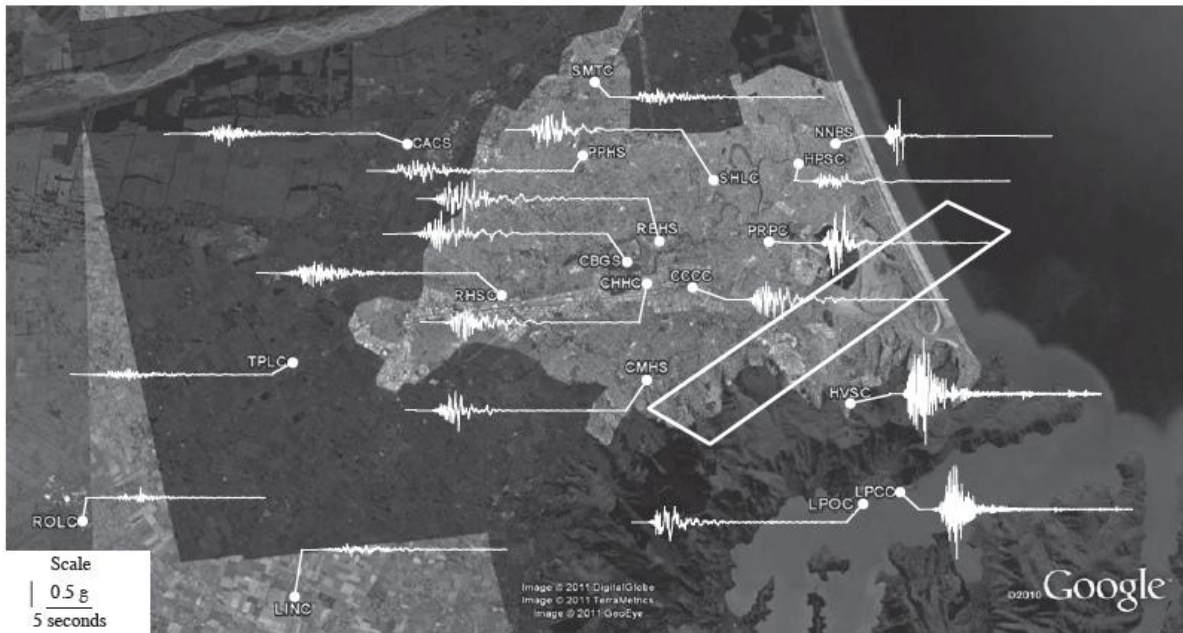 SMTC
CACS
PPHS
SHLC
NNBS
HPSC
REHS
PRPC
CBGS
CHHC
CCCC
RHSC
TPLC
CMHS
HVSC
LPCC
LPOC
ROLC
LINC
Scale
0.5 g
5 seconds
Image © 2011 DigitalGlobe
Image © 2011 TerraMetrics
Image © 2011 GeoEye
©2010 Google